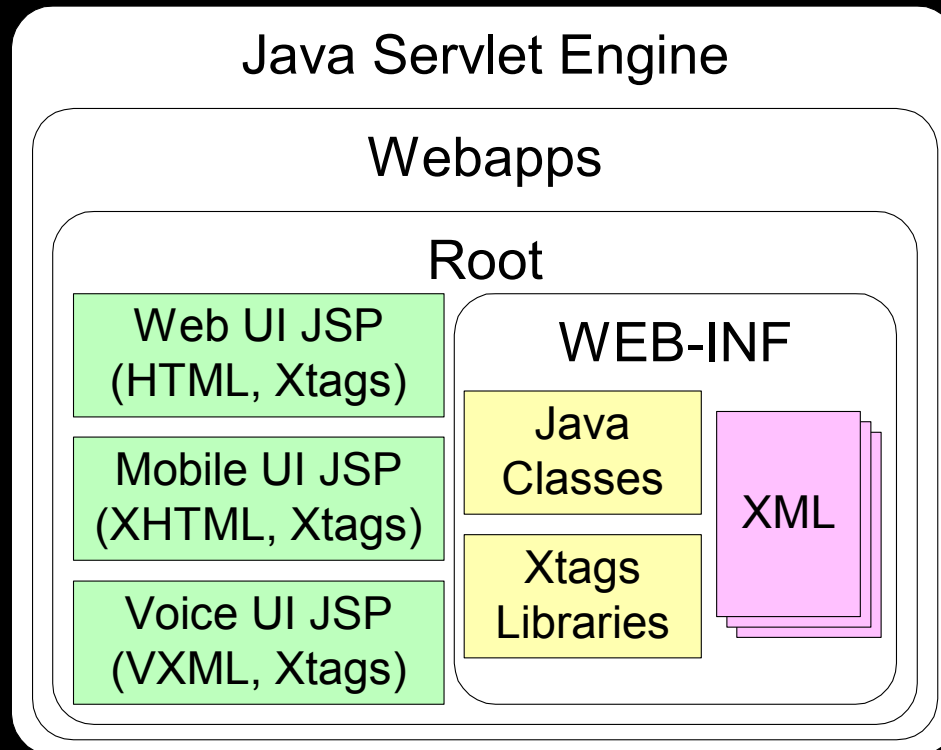 Java Servlet Engine
Webapps
Root
Web UI JSP
(HTML, Xtags)
Mobile UI JSP
(XHTML, Xtags)
Voice UI JSP
(VXML, Xtags)
WEB-INF
Java
Classes
Xtags
Libraries
XML